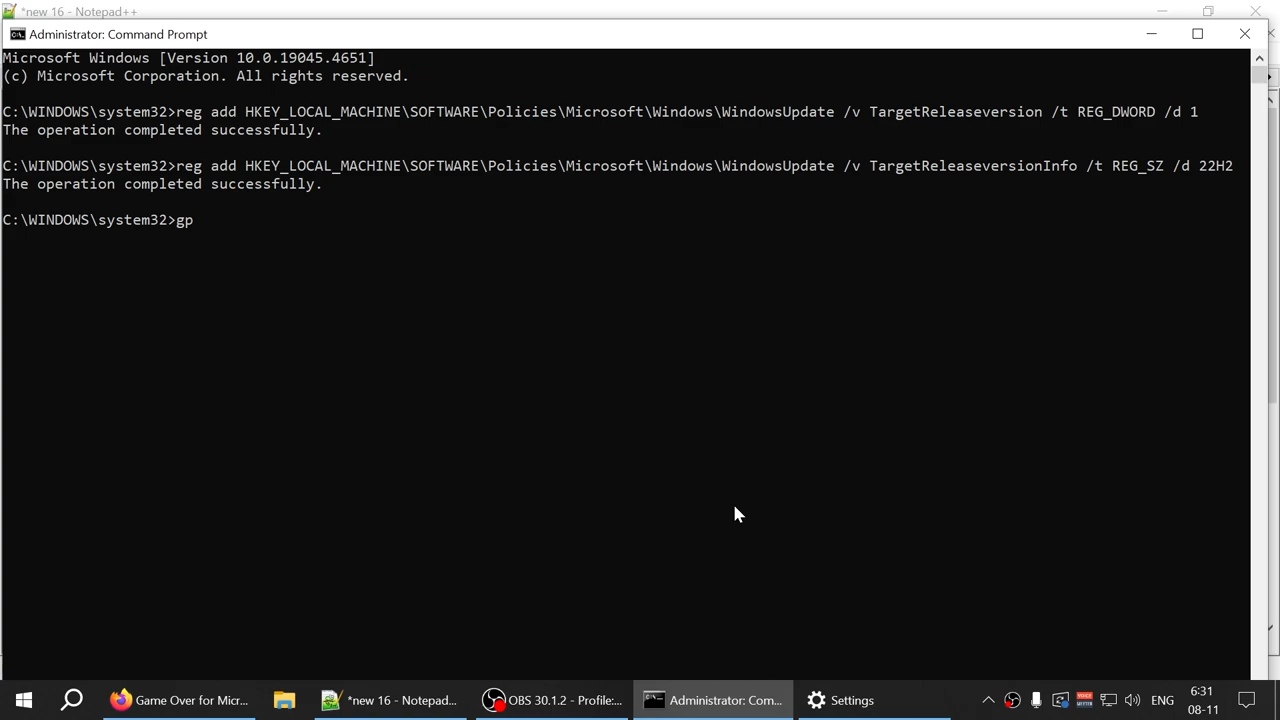 *new 16 - Notepad++
Administrator: Command Prompt
Microsoft Windows [Version 10.0.19045.4651]
(c) Microsoft Corporation. All rights reserved.
C:\WINDOWS\system32>reg add HKEY_LOCAL_MACHINE\SOFTWARE\Policies\Microsoft\Windows\WindowsUpdate /v TargetReleaseversion /t REG_DWORD /d 1
The operation completed successfully.
C:\WINDOWS\system32>reg add HKEY_LOCAL_MACHINE\SOFTWARE\Policies\Microsoft\Windows\WindowsUpdate /v TargetReleaseversionInfo /t REG_SZ /d 22H2
The operation completed successfully.
C:\WINDOWS\system32>gp
Game Over for Micr...
*new 16 - Notepad...
OBS 30.1.2 - Profile:...
Administrator: Com...
Settings
ENG
6:31
08-11